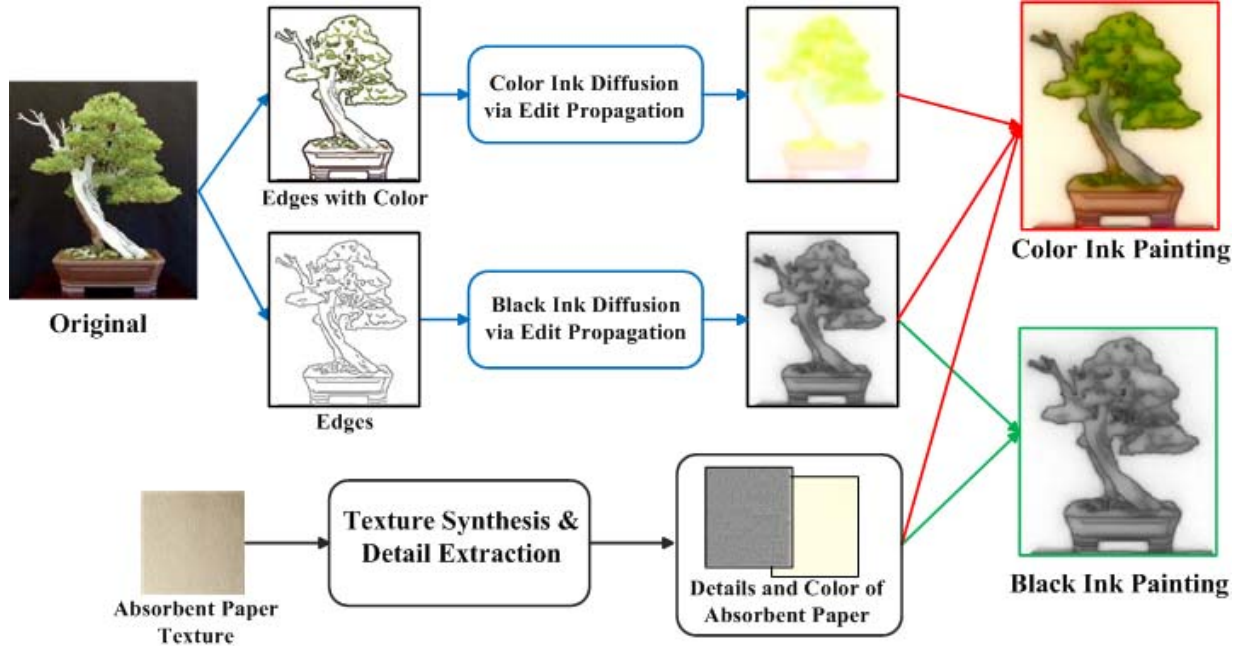 Color Ink Diffusion
via Edit Propagation
Edges with Color
Color Ink Painting
Original
Black Ink Diffusion
via Edit Propagation
Edges
Texture Synthesis &
Detail Extraction
Absorbent Paper
Texture
Details and Color of
Absorbent Paper
Black Ink Painting